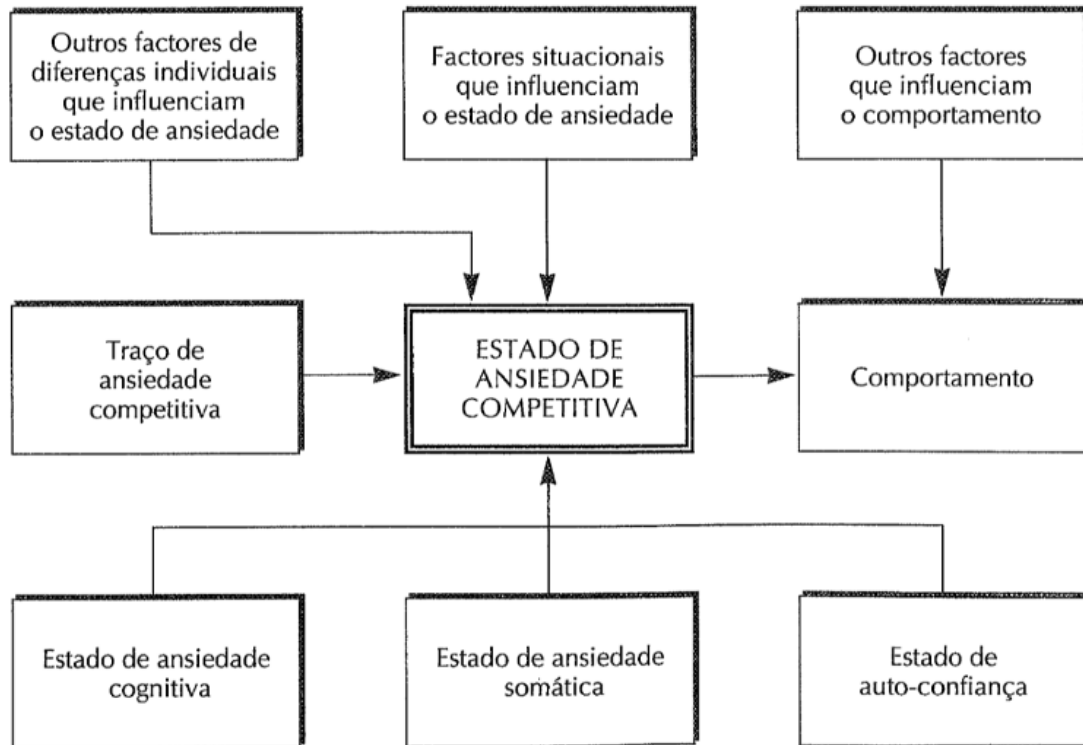 Outros factores de
diferenças individuais
que influenciam
o estado de ansiedade
Factores situacionais
que influenciam
o estado de ansiedade
Outros factores
que influenciam
o comportamento
Traço de
ansiedade
competitiva
ESTADO DE
ANSIEDADE
COMPETITIVA
Comportamento
Estado de ansiedade
cognitiva
Estado de ansiedade
somática
Estado de
auto-confiança